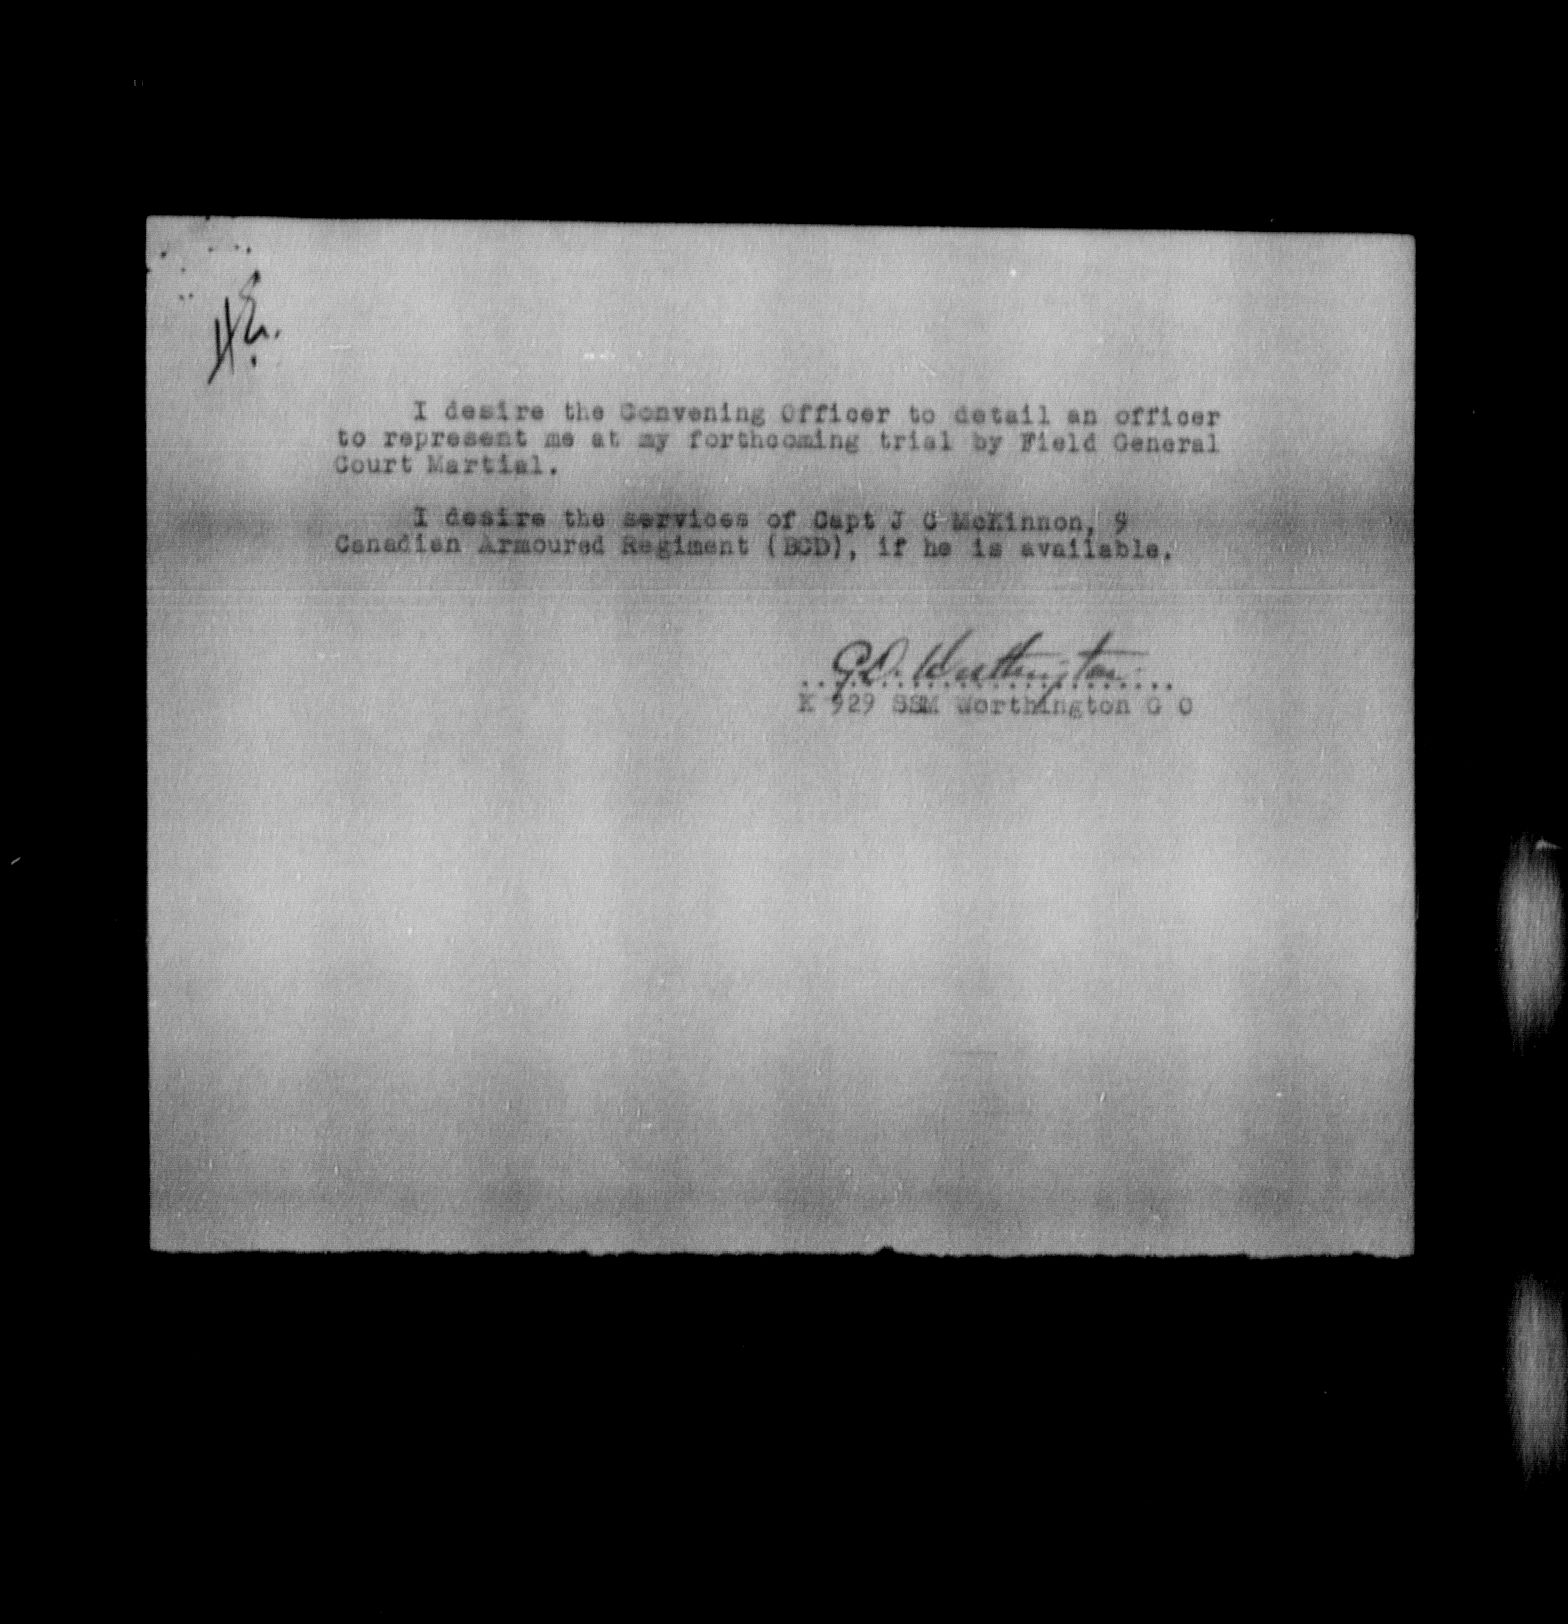 I desire the Convening Officer to detail an officer
to represent me at my forthcoming trial by Field General
Court Martial.
I desire the services of Capt J C McKinnon, 9
Canadian Armoured Regiment (BCD), if he is available.
G.O. Worthington
K 929 SSM Worthington G O